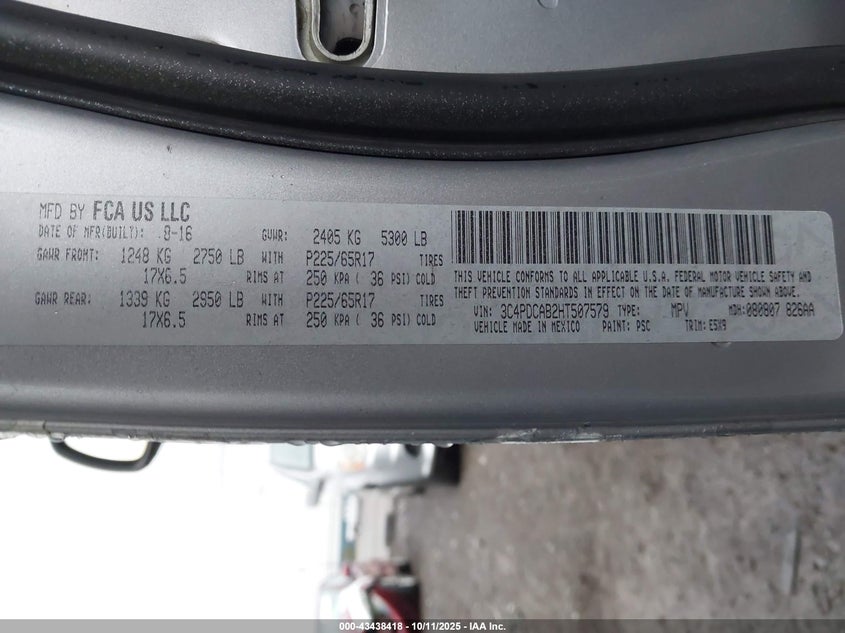 MFD BY FCA US LLC
DATE OF MFR(BUILT): 8-16 GVWR: 2405 KG 5300 LB
GAWR FRONT: 1248 KG 2750 LB WITH P225/65R17 TIRES
17X6.5 RIMS AT 250 KPA ( 36 PSI) COLD
GAWR REAR: 1339 KG 2950 LB WITH P225/65R17 TIRES
17X6.5 RIMS AT 250 KPA ( 36 PSI) COLD
THIS VEHICLE CONFORMS TO ALL APPLICABLE U.S.A. FEDERAL MOTOR VEHICLE SAFETY AND
THEFT PREVENTION STANDARDS IN EFFECT ON THE DATE OF MANUFACTURE SHOWN ABOVE.
VIN: 3C4PDCAB2HT507579 TYPE: MPV MDH: 080807 826AA
VEHICLE MADE IN MEXICO PAINT: PSC TRIM: E5X9
000-43438418 - 10/11/2025 - IAA Inc.